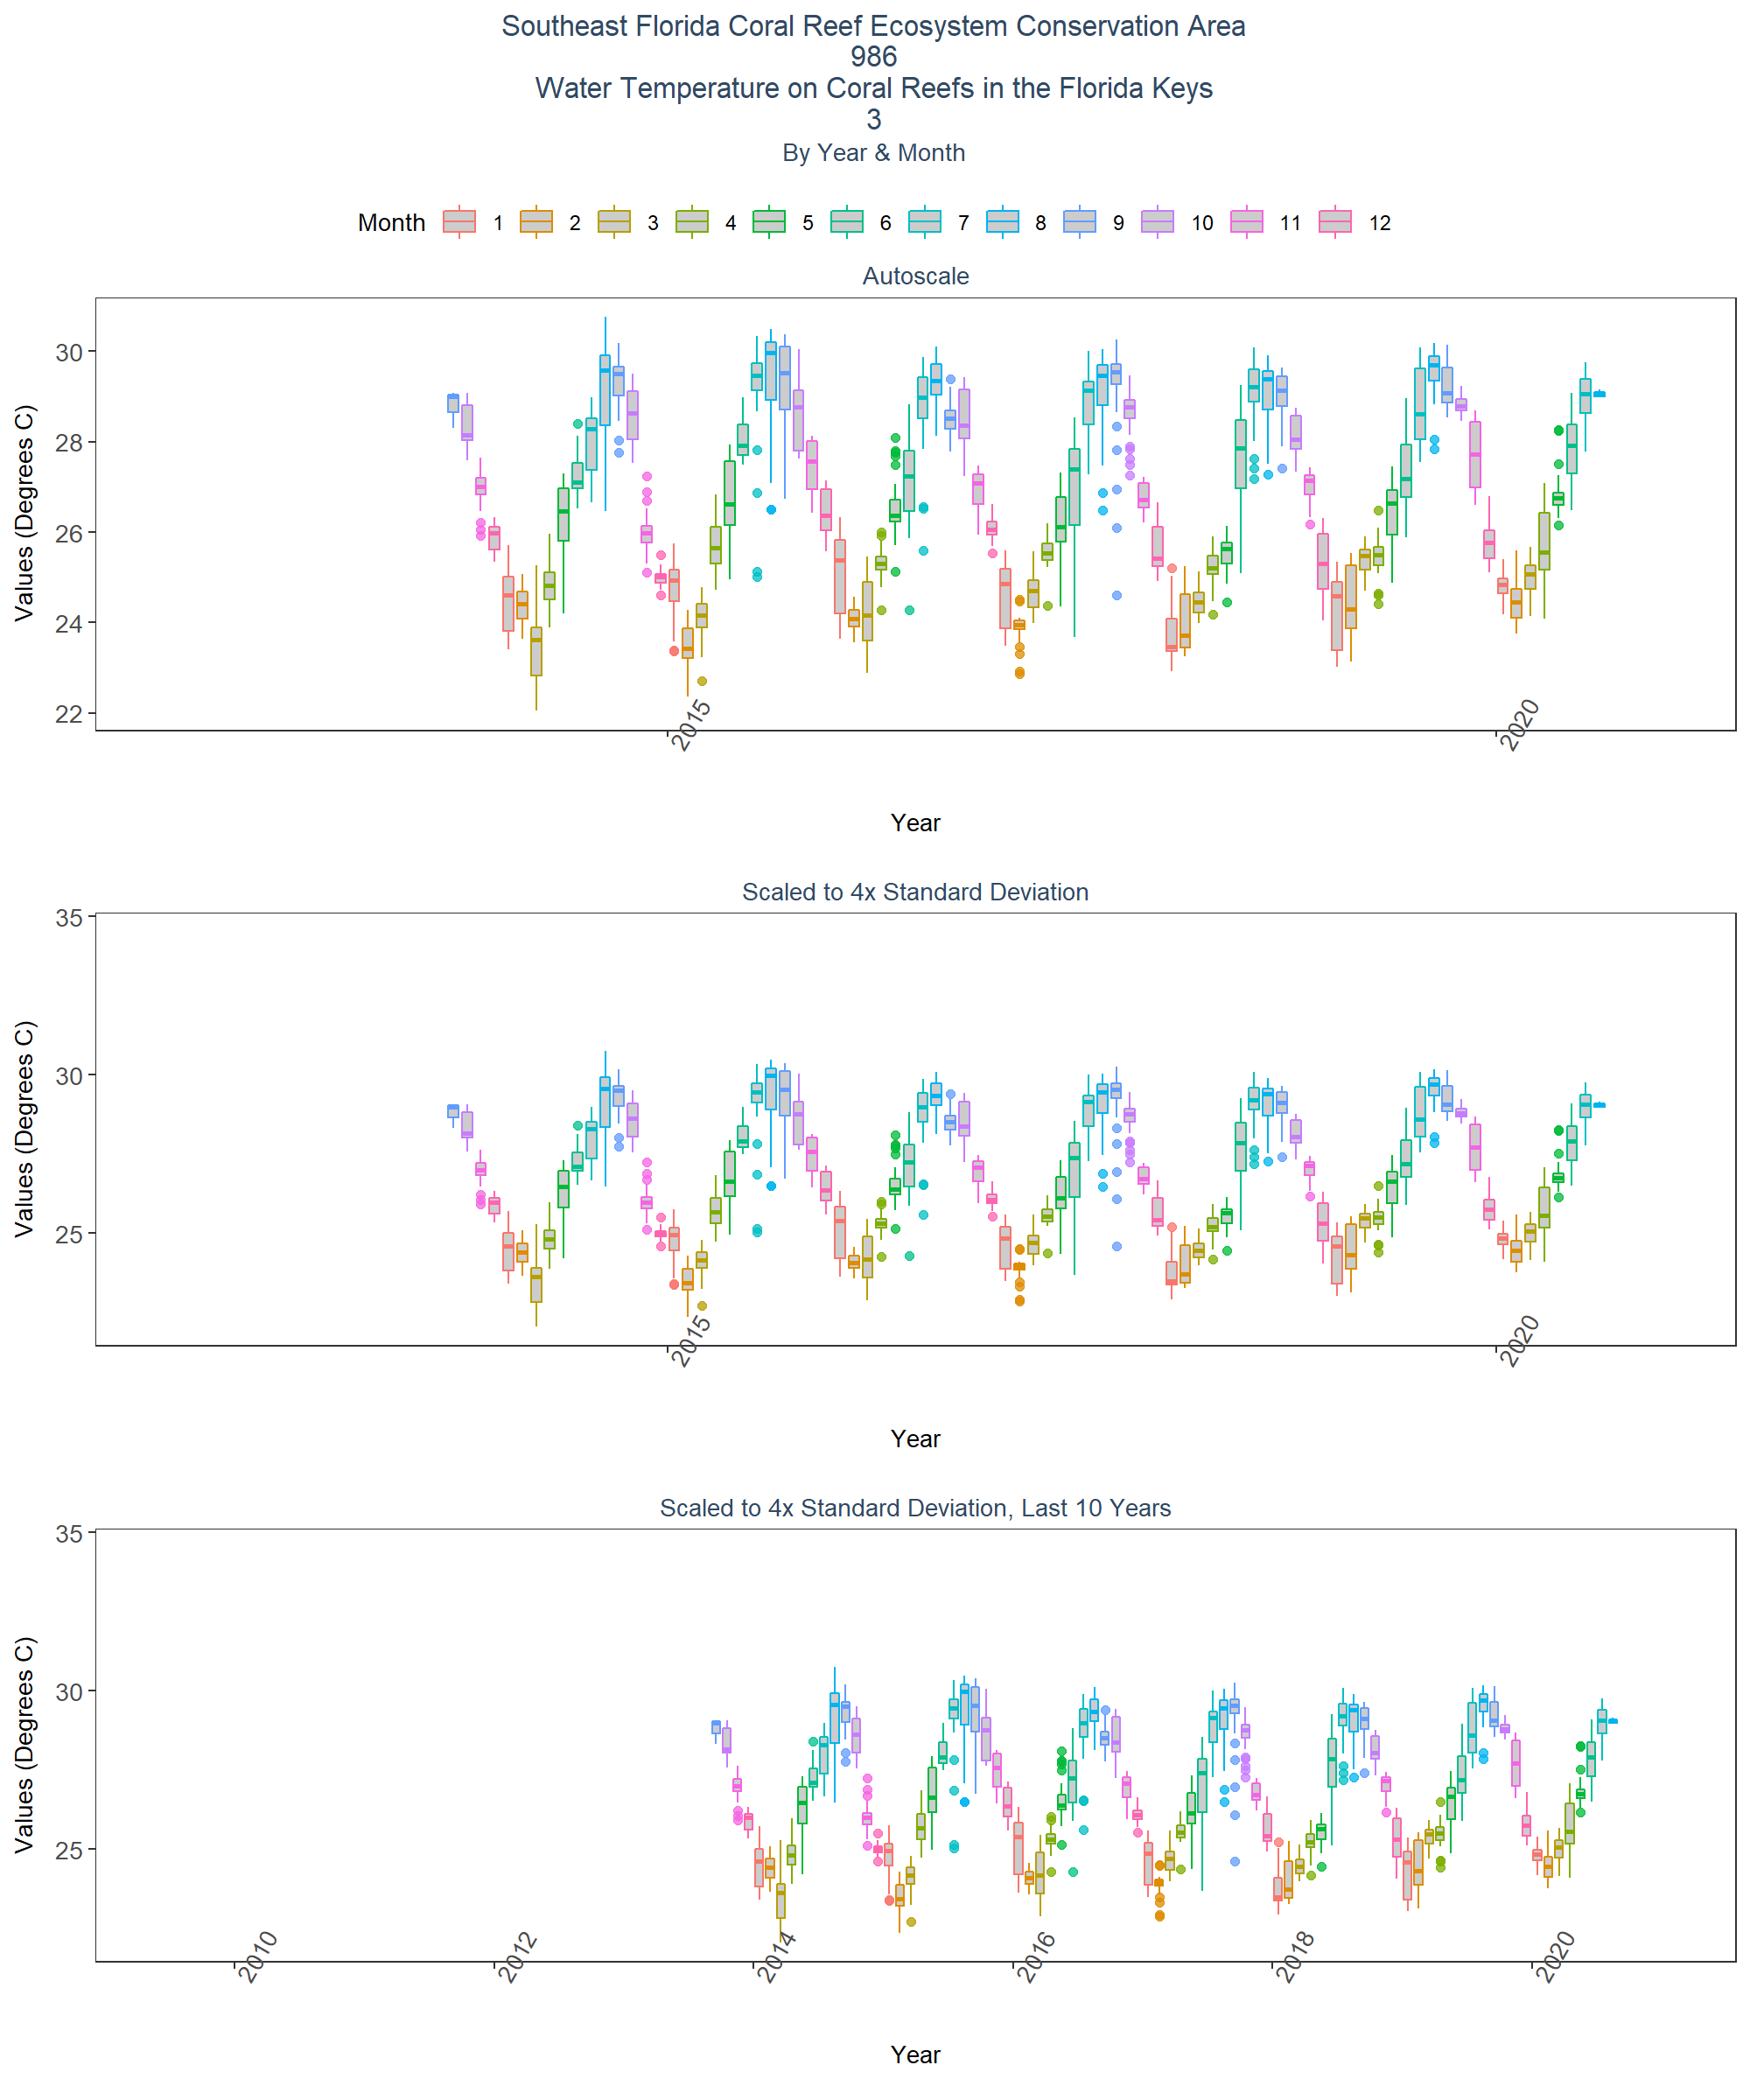 Southeast Florida Coral Reef Ecosystem Conservation Area
986
Water Temperature on Coral Reefs in the Florida Keys
3
By Year & Month
Month 1 2 3 4 5 6 7 8 9 10 11 12
Autoscale
Values (Degrees C)
30
28
26
24
22
2015 2020
Year
Scaled to 4x Standard Deviation
Values (Degrees C)
35
30
25
2015 2020
Year
Scaled to 4x Standard Deviation, Last 10 Years
Values (Degrees C)
35
30
25
2010 2012 2014 2016 2018 2020
Year